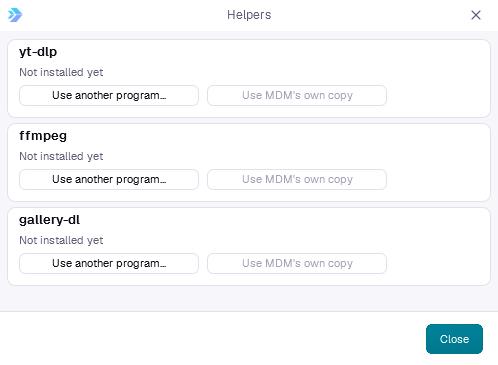 Helpers
yt-dlp
Not installed yet
Use another program... Use MDM's own copy
ffmpeg
Not installed yet
Use another program... Use MDM's own copy
gallery-dl
Not installed yet
Use another program... Use MDM's own copy
Close